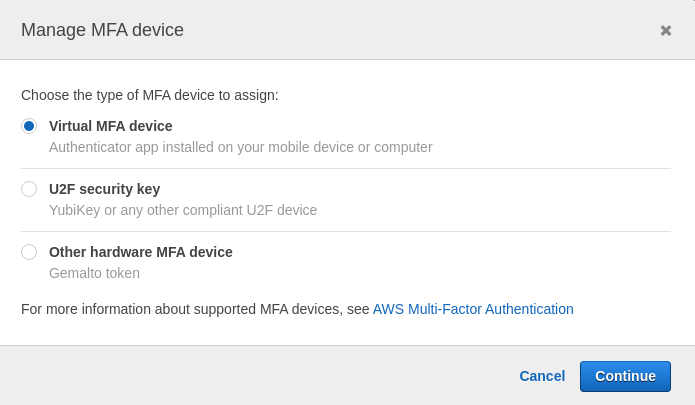 Manage MFA device
Choose the type of MFA device to assign:
Virtual MFA device
Authenticator app installed on your mobile device or computer
U2F security key
YubiKey or any other compliant U2F device
Other hardware MFA device
Gemalto token
For more information about supported MFA devices, see AWS Multi-Factor Authentication
Cancel Continue